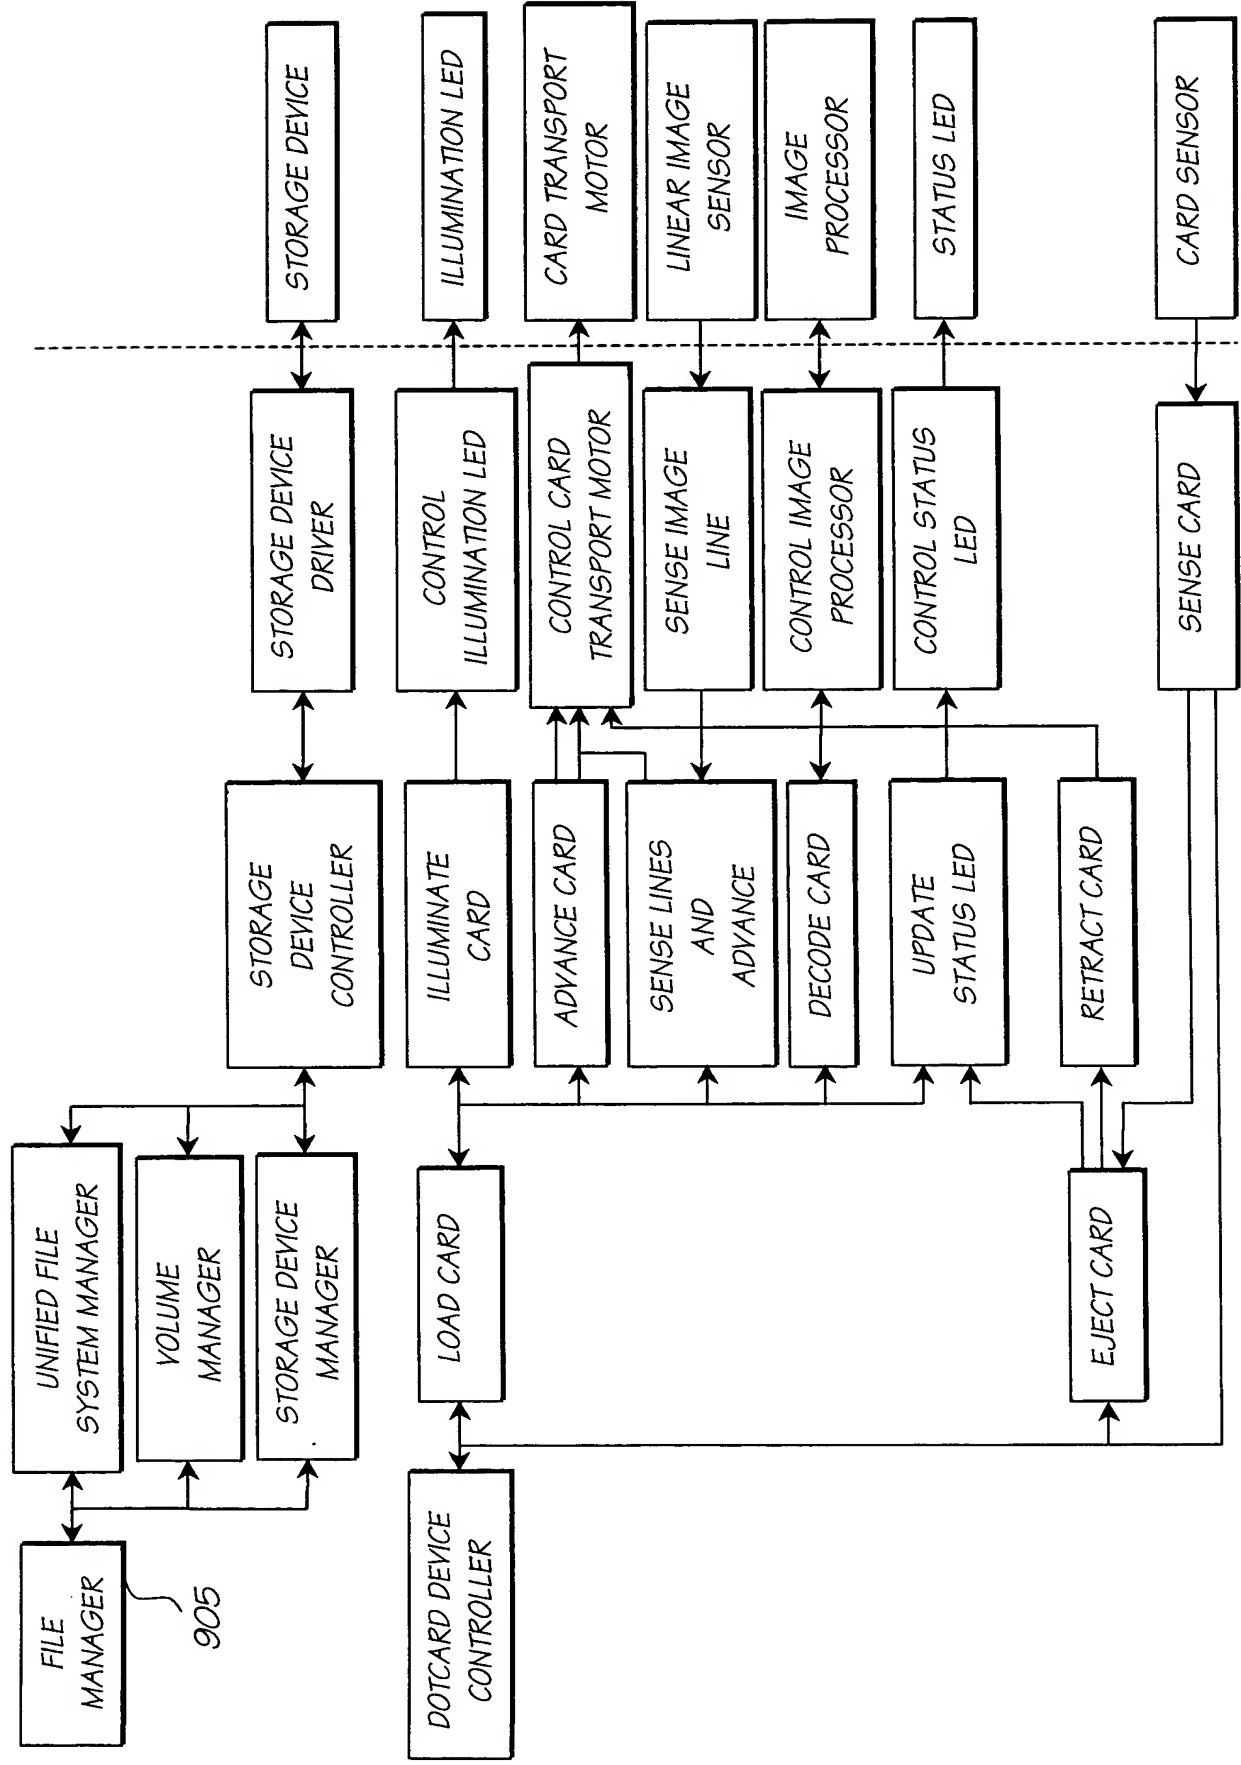 FILE
MANAGER
905
UNIFIED FILE
SYSTEM MANAGER
VOLUME
MANAGER
STORAGE DEVICE
MANAGER
STORAGE
DEVICE
CONTROLLER
STORAGE DEVICE
DRIVER
STORAGE DEVICE
DOTCARD DEVICE
CONTROLLER
LOAD CARD
ILLUMINATE
CARD
CONTROL
ILLUMINATION LED
ILLUMINATION LED
ADVANCE CARD
CONTROL CARD
TRANSPORT MOTOR
CARD TRANSPORT
MOTOR
SENSE LINES
AND
ADVANCE
SENSE IMAGE
LINE
LINEAR IMAGE
SENSOR
DECODE CARD
CONTROL IMAGE
PROCESSOR
IMAGE
PROCESSOR
UPDATE
STATUS LED
CONTROL STATUS
LED
STATUS LED
EJECT CARD
RETRACT CARD
SENSE CARD
CARD SENSOR